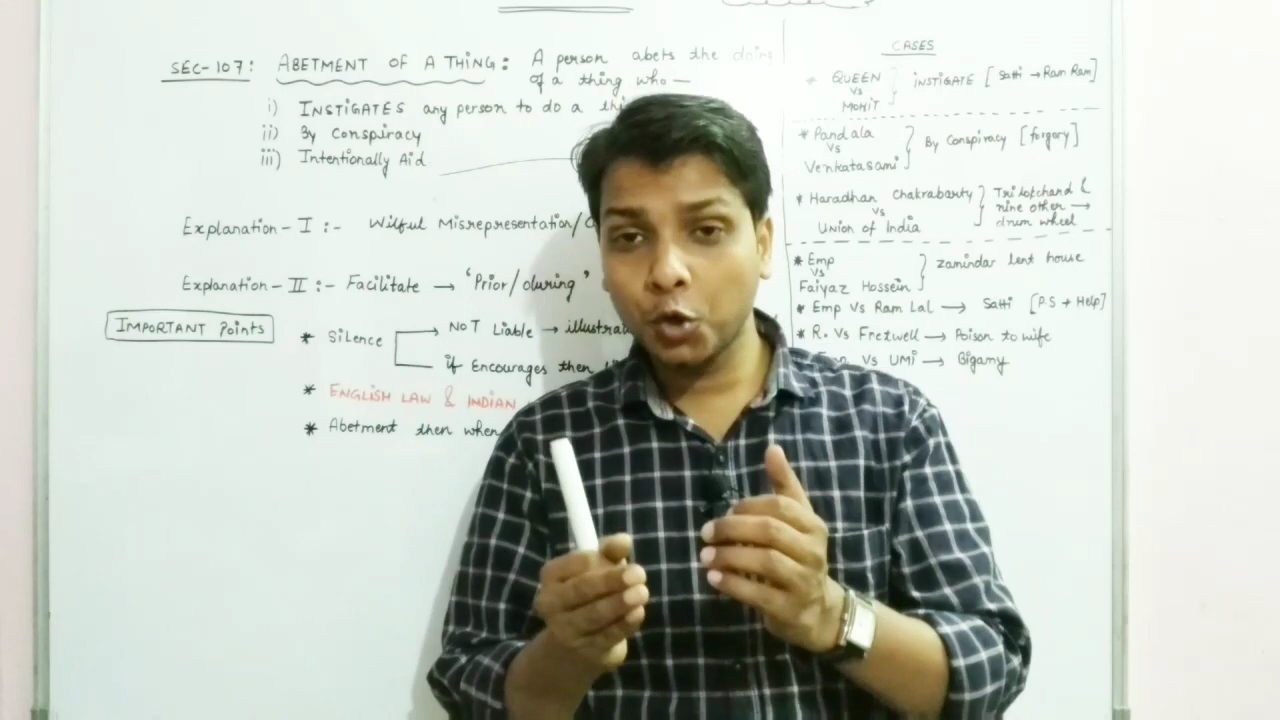 SEC-107: ABETMENT OF A THING: A person abets the doing
of a thing who —
i) INSTIGATES any person to do a thi
ii) By Conspiracy
iii) Intentionally Aid
Explanation - I :- Wilful Misrepresentation/C
Explanation - II :- Facilitate → 'Prior/during'
IMPORTANT Points
* Silence
NOT Liable → illustra
if Encourages then
* ENGLISH LAW & INDIAN
* Abetment then when
CASES
* QUEEN
vs
MOHIT
INSTIGATE [Satti → Ram Ram]
* Pandala
vs
Venkatasami
By Conspiracy [forgory]
* Haradhan Chakrabarty
vs
Union of India
Trilokchand &
nine other →
drum wheel
* Emp
vs
Faiyaz Hossein
Zamindar lent house
* Emp vs Ram Lal → Satti [P.S + Help]
* R. vs Fretwell → Poison to wife
vs UMI → Bigamy